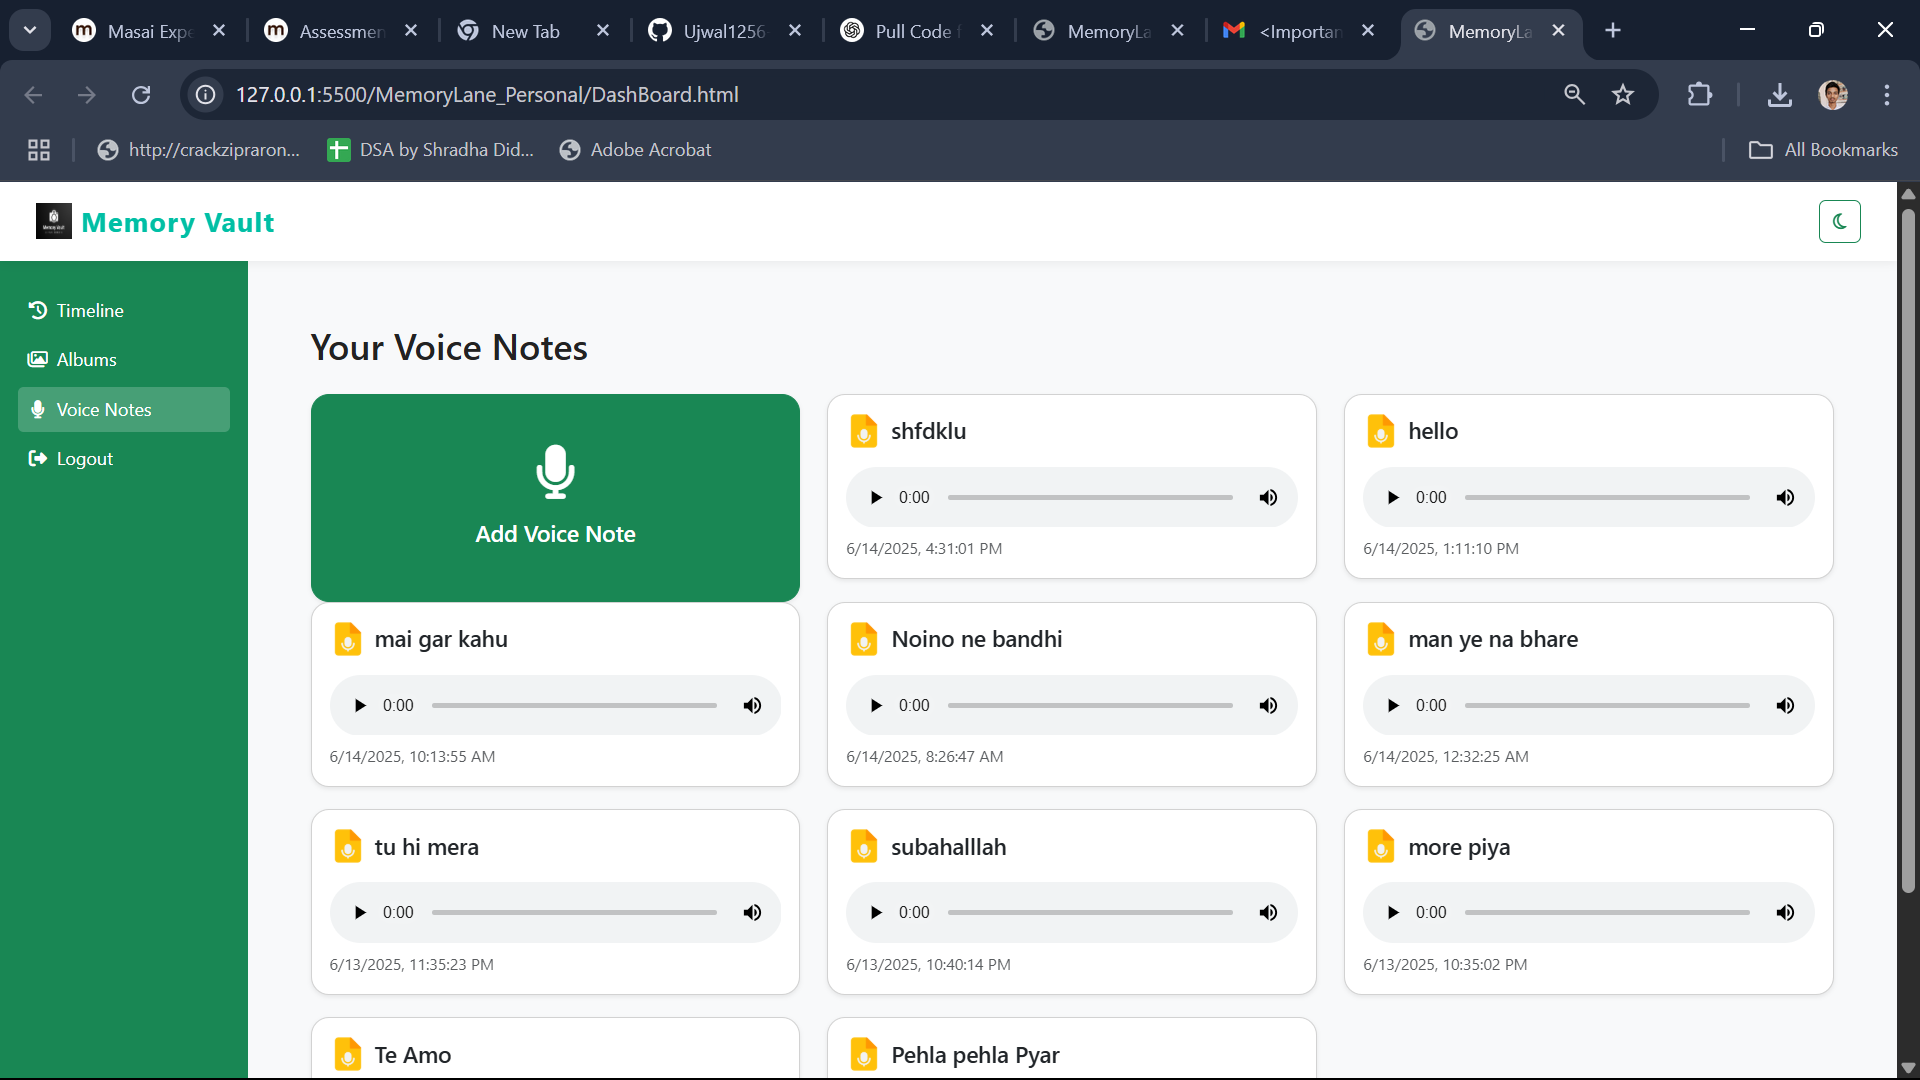 Masai Expe
Assessmen
New Tab
Ujwal1256-
Pull Code f
MemoryLa
<Importan
MemoryLa
127.0.0.1:5500/MemoryLane_Personal/DashBoard.html
http://crackzipraron...
DSA by Shradha Did...
Adobe Acrobat
All Bookmarks
Memory Vault
Timeline
Albums
Voice Notes
Logout
Your Voice Notes
Add Voice Note
shfdklu
0:00
6/14/2025, 4:31:01 PM
hello
0:00
6/14/2025, 1:11:10 PM
mai gar kahu
0:00
6/14/2025, 10:13:55 AM
Noino ne bandhi
0:00
6/14/2025, 8:26:47 AM
man ye na bhare
0:00
6/14/2025, 12:32:25 AM
tu hi mera
0:00
6/13/2025, 11:35:23 PM
subahalllah
0:00
6/13/2025, 10:40:14 PM
more piya
0:00
6/13/2025, 10:35:02 PM
Te Amo
Pehla pehla Pyar